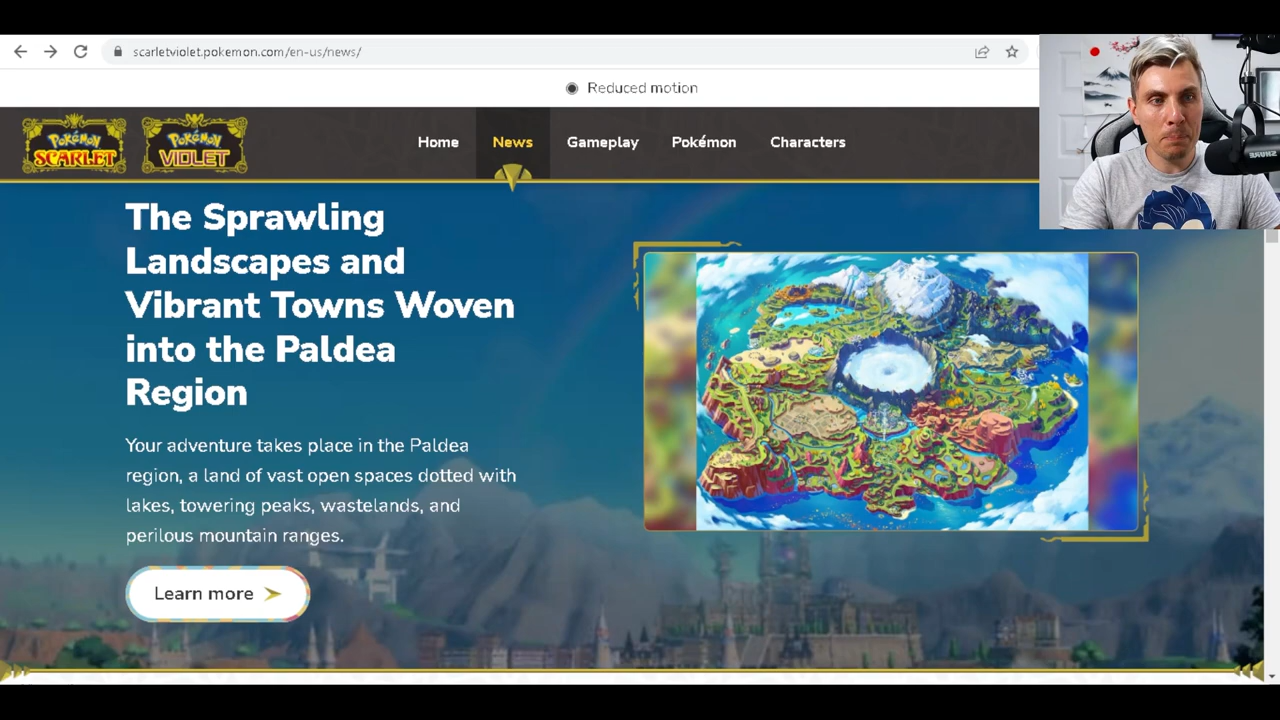 scarletviolet.pokemon.com/en-us/news/
Reduced motion
Pokémon Pokémon
SCARLET VIOLET
Home News Gameplay Pokémon Characters
The Sprawling
Landscapes and
Vibrant Towns Woven
into the Paldea
Region
Your adventure takes place in the Paldea
region, a land of vast open spaces dotted with
lakes, towering peaks, wastelands, and
perilous mountain ranges.
Learn more
SHURE